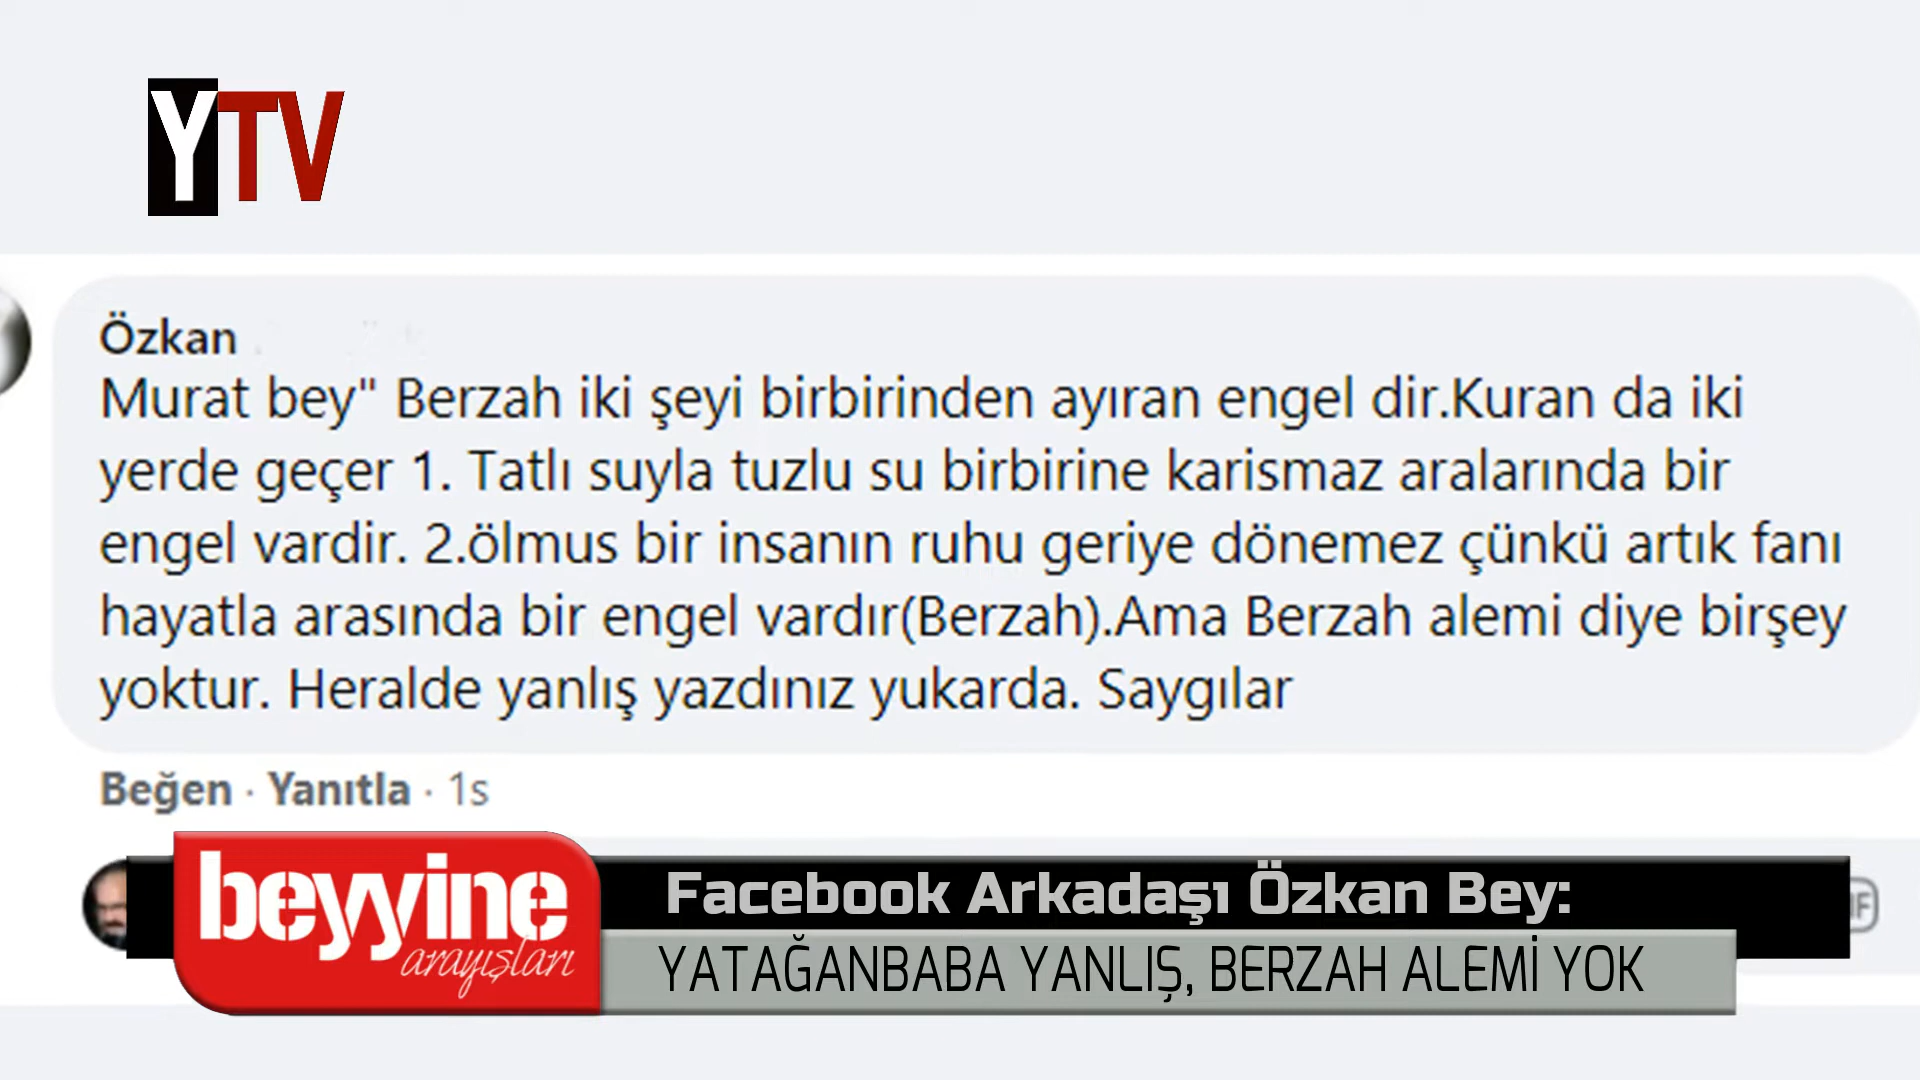 YTV
Özkan
Murat bey" Berzah iki şeyi birbirinden ayıran engel dir.Kuran da iki
yerde geçer 1. Tatlı suyla tuzlu su birbirine karismaz aralarında bir
engel vardir. 2.ölmus bir insanın ruhu geriye dönemez çünkü artık fanı
hayatla arasında bir engel vardır(Berzah).Ama Berzah alemi diye birşey
yoktur. Heralde yanlış yazdınız yukarda. Saygılar
Beğen · Yanıtla · 1s
beyyine
arayışları
Facebook Arkadaşı Özkan Bey:
YATAĞANBABA YANLIŞ, BERZAH ALEMİ YOK